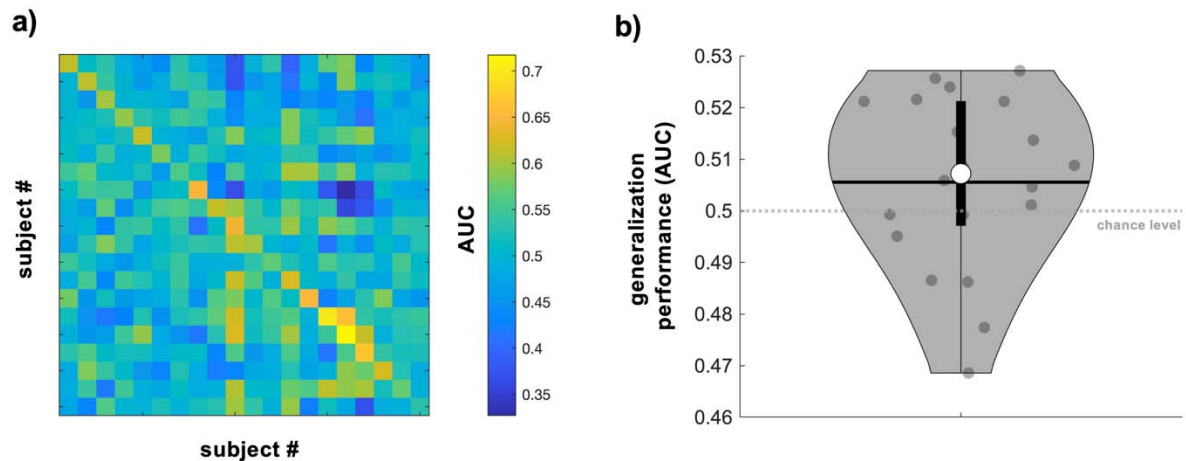 a)
subject #
subject #
0.7
0.65
0.6
0.55
0.5
0.45
0.4
0.35
AUC
b)
generalization
performance (AUC)
0.53
0.52
0.51
0.5
0.49
0.48
0.47
0.46
chance level